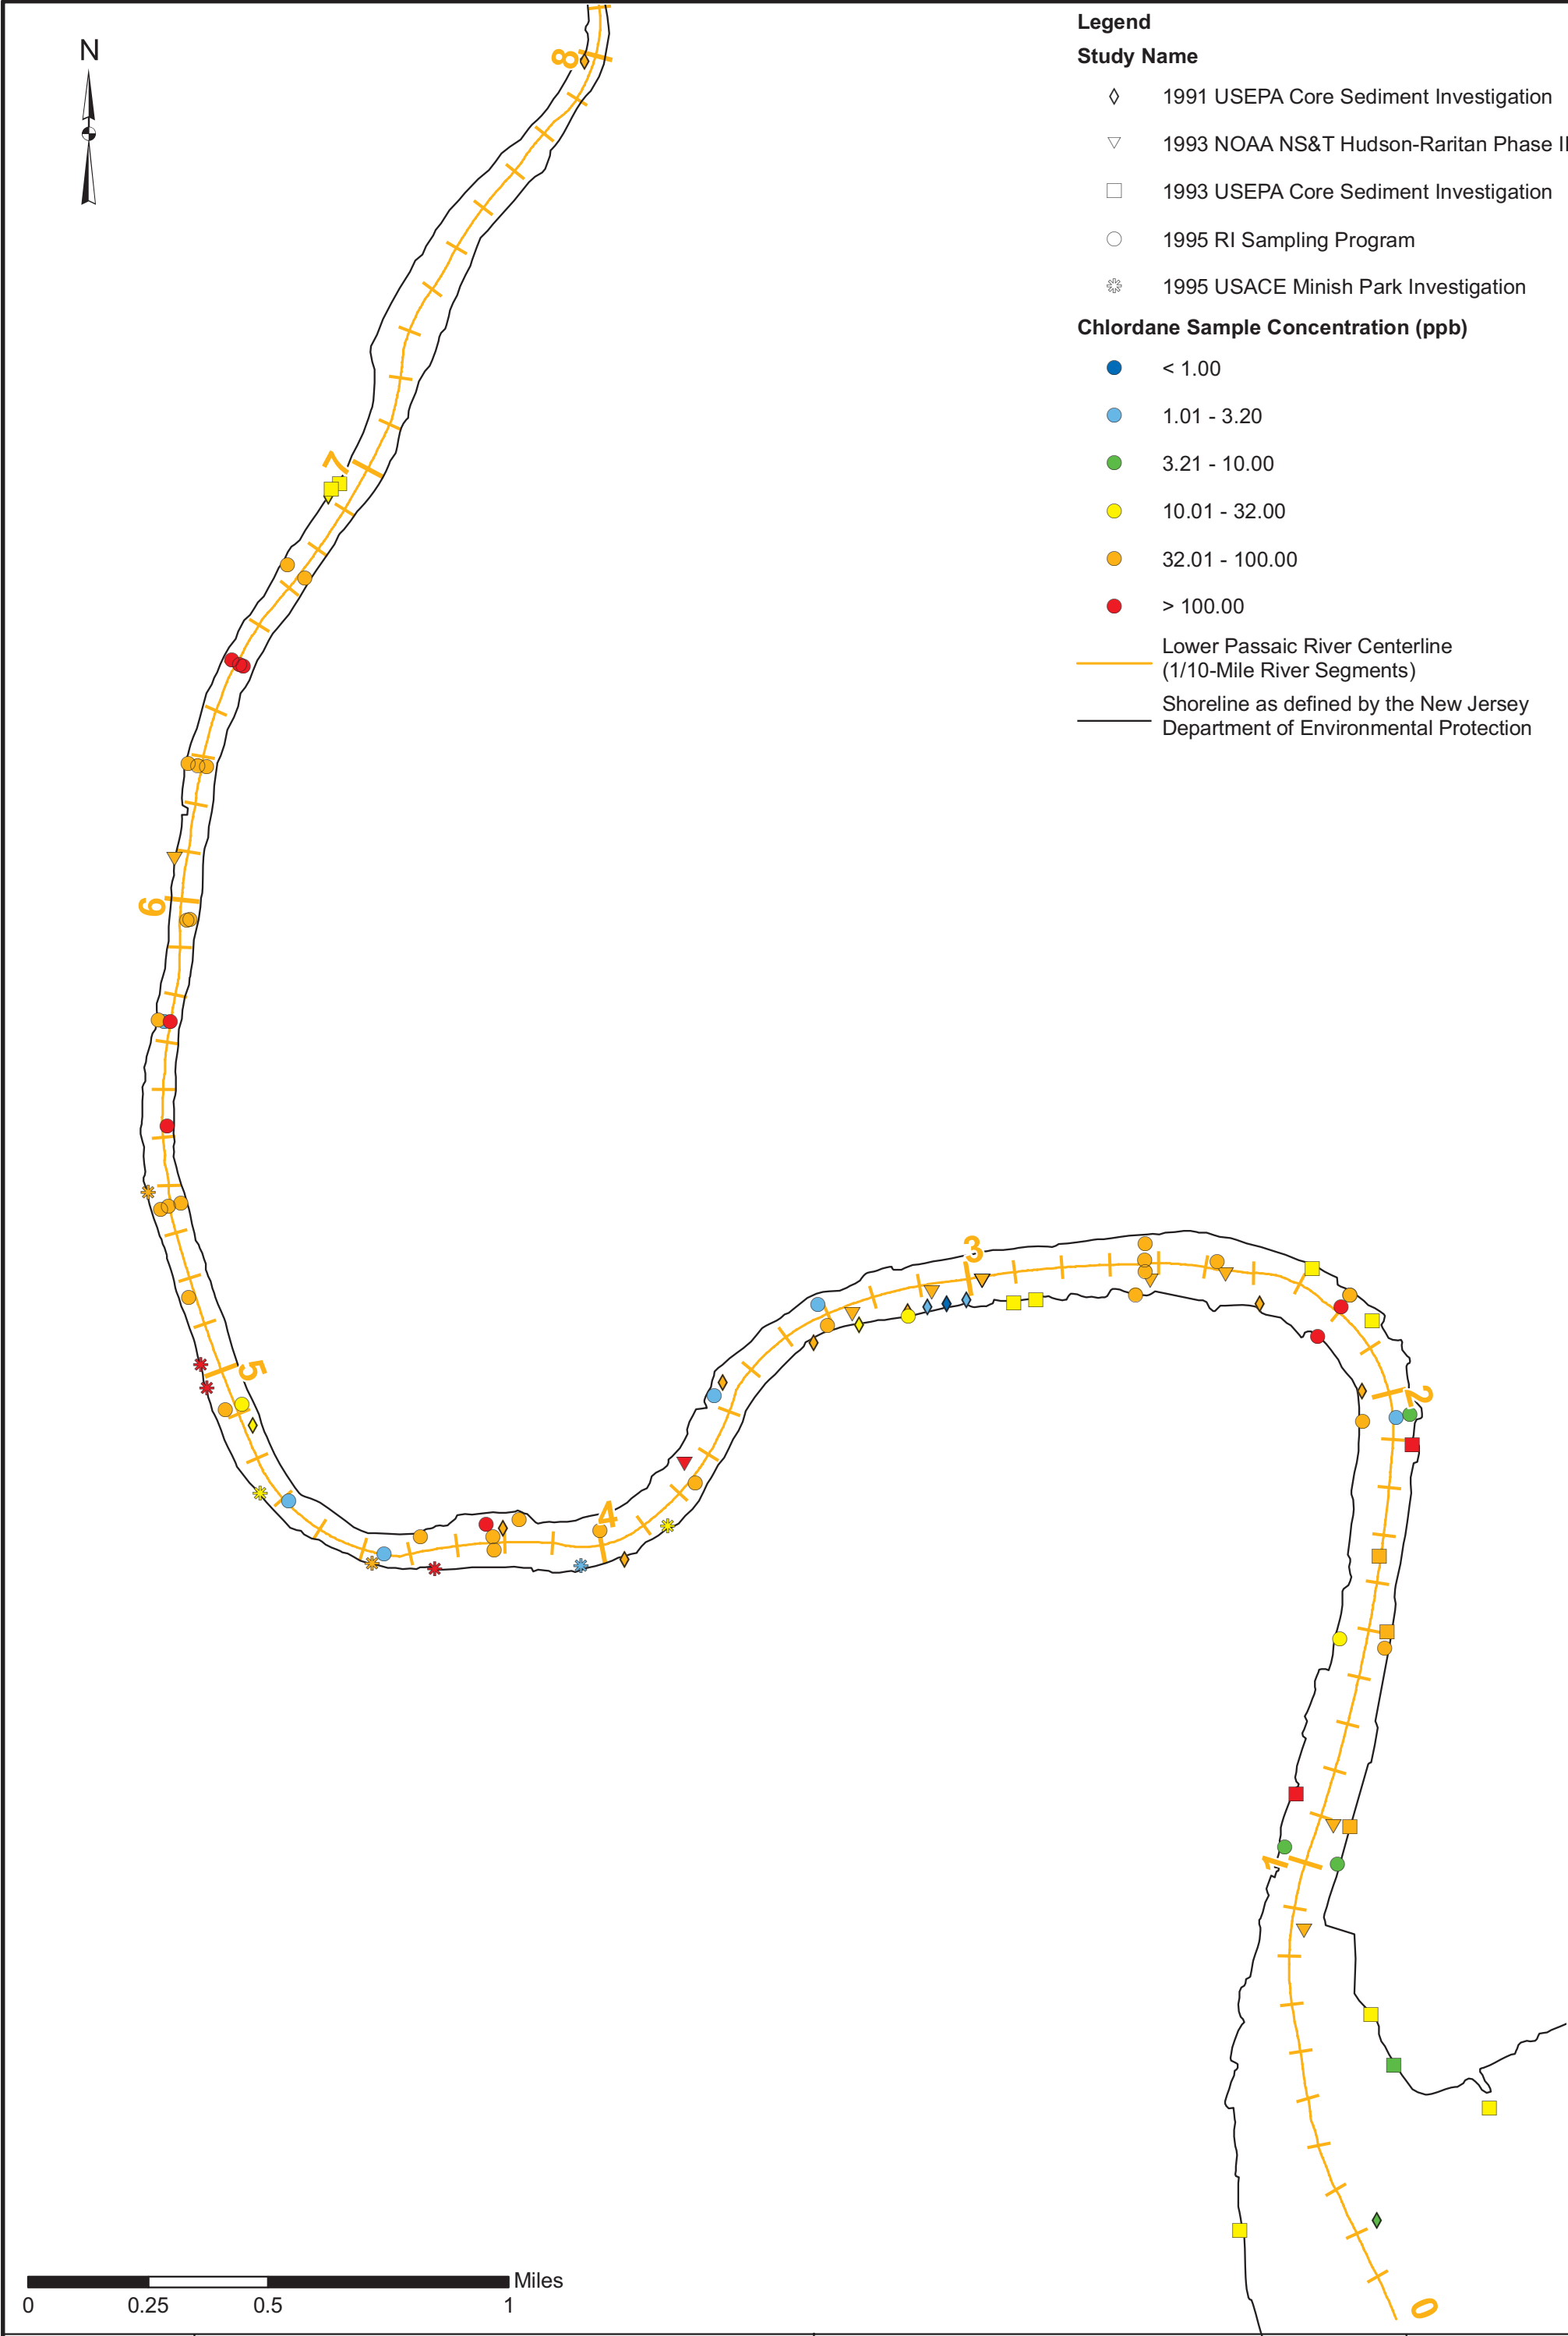 N
Legend
Study Name
1991 USEPA Core Sediment Investigation
1993 NOAA NS&T Hudson-Raritan Phase II
1993 USEPA Core Sediment Investigation
1995 RI Sampling Program
1995 USACE Minish Park Investigation
Chlordane Sample Concentration (ppb)
< 1.00
1.01 - 3.20
3.21 - 10.00
10.01 - 32.00
32.01 - 100.00
> 100.00
Lower Passaic River Centerline
(1/10-Mile River Segments)
Shoreline as defined by the New Jersey
Department of Environmental Protection
8
7
6
5
4
3
2
1
0
Miles
0 0.25 0.5 1